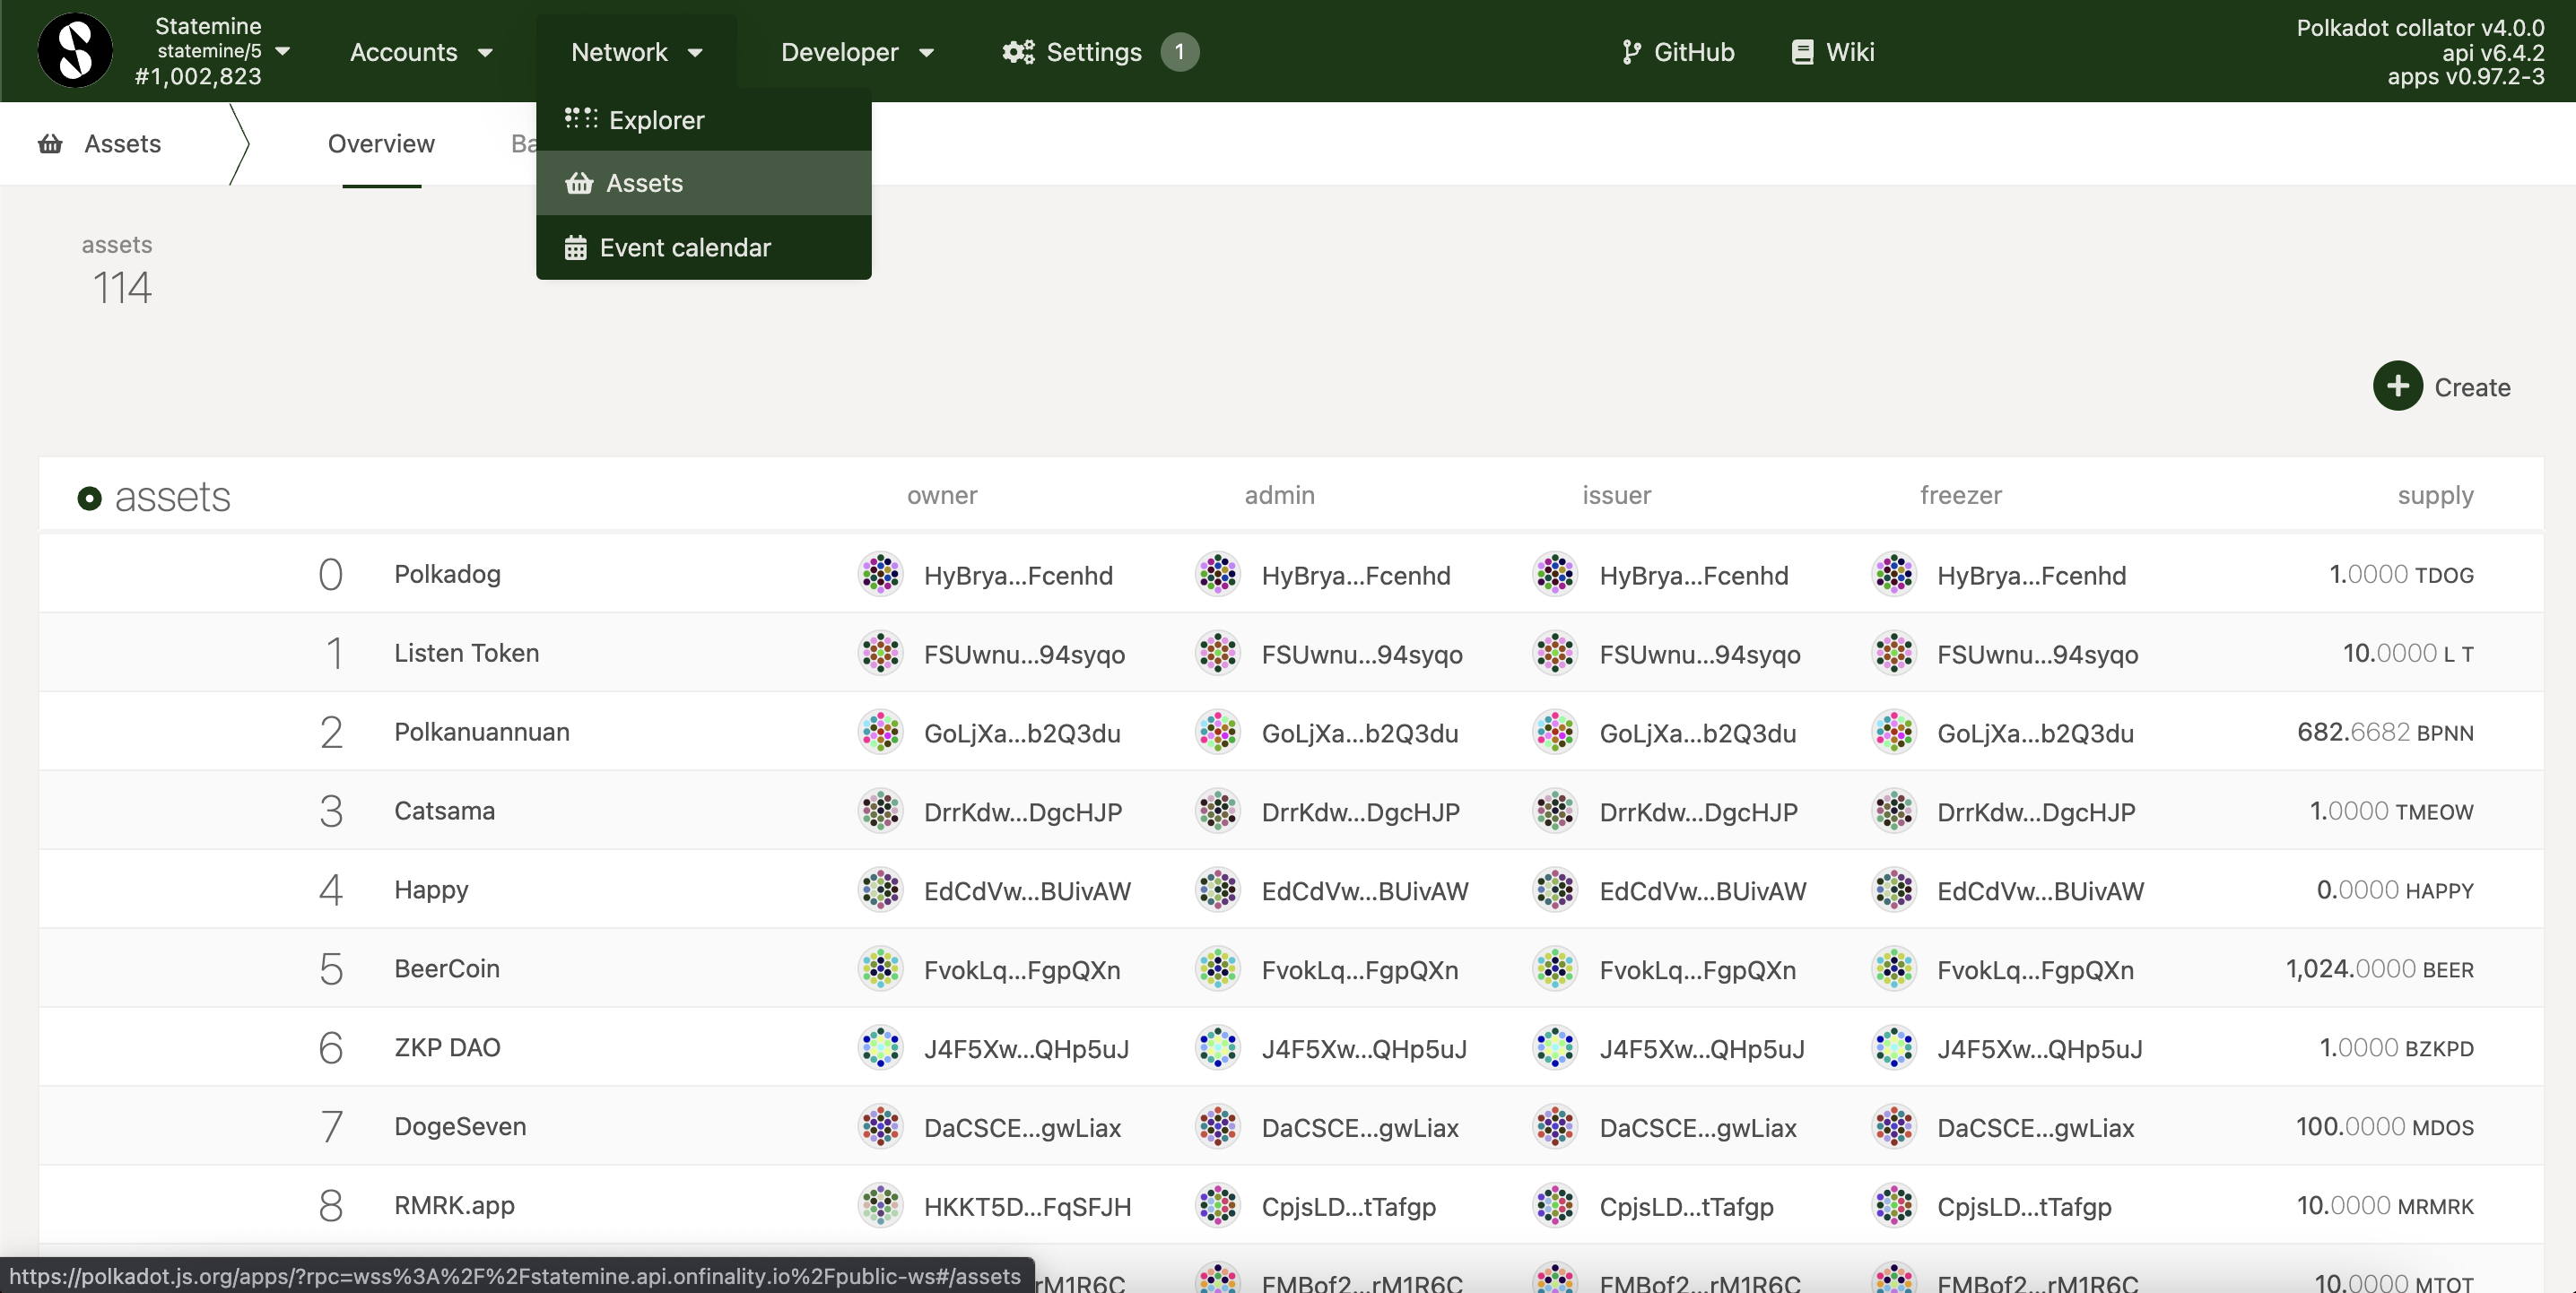 Statemine
statemine/5
#1,002,823
Accounts
Network
Developer
Settings 1
GitHub
Wiki
Polkadot collator v4.0.0
api v6.4.2
apps v0.97.2-3
Assets
Overview
Ba
Explorer
Assets
Event calendar
assets
114
Create
assets owner admin issuer freezer supply
0 Polkadog HyBrya...Fcenhd HyBrya...Fcenhd HyBrya...Fcenhd HyBrya...Fcenhd 1.0000 TDOG
1 Listen Token FSUwnu...94syqo FSUwnu...94syqo FSUwnu...94syqo FSUwnu...94syqo 10.0000 L T
2 Polkanuannuan GoLjXa...b2Q3du GoLjXa...b2Q3du GoLjXa...b2Q3du GoLjXa...b2Q3du 682.6682 BPNN
3 Catsama DrrKdw...DgcHJP DrrKdw...DgcHJP DrrKdw...DgcHJP DrrKdw...DgcHJP 1.0000 TMEOW
4 Happy EdCdVw...BUivAW EdCdVw...BUivAW EdCdVw...BUivAW EdCdVw...BUivAW 0.0000 HAPPY
5 BeerCoin FvokLq...FgpQXn FvokLq...FgpQXn FvokLq...FgpQXn FvokLq...FgpQXn 1,024.0000 BEER
6 ZKP DAO J4F5Xw...QHp5uJ J4F5Xw...QHp5uJ J4F5Xw...QHp5uJ J4F5Xw...QHp5uJ 1.0000 BZKPD
7 DogeSeven DaCSCE...gwLiax DaCSCE...gwLiax DaCSCE...gwLiax DaCSCE...gwLiax 100.0000 MDOS
8 RMRK.app HKKT5D...FqSFJH CpjsLD...tTafgp CpjsLD...tTafgp CpjsLD...tTafgp 10.0000 MRMRK
rM1R6C FMBof2...rM1R6C FMBof2...rM1R6C FMBof2...rM1R6C 10.0000 MTOT
https://polkadot.js.org/apps/?rpc=wss%3A%2F%2Fstatemine.api.onfinality.io%2Fpublic-ws#/assets